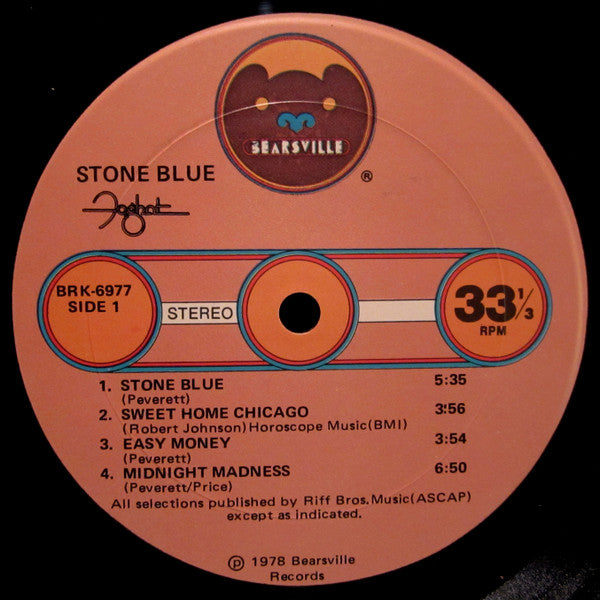 BEARSVILLE
®
STONE BLUE
Foghat
BRK-6977
SIDE 1
STEREO
33 1/3
RPM
1. STONE BLUE 5:35
(Peverett)
2. SWEET HOME CHICAGO 3:56
(Robert Johnson) Horoscope Music(BMI)
3. EASY MONEY 3:54
(Peverett)
4. MIDNIGHT MADNESS 6:50
(Peverett/Price)
All selections published by Riff Bros. Music(ASCAP)
except as indicated.
℗ 1978 Bearsville
Records